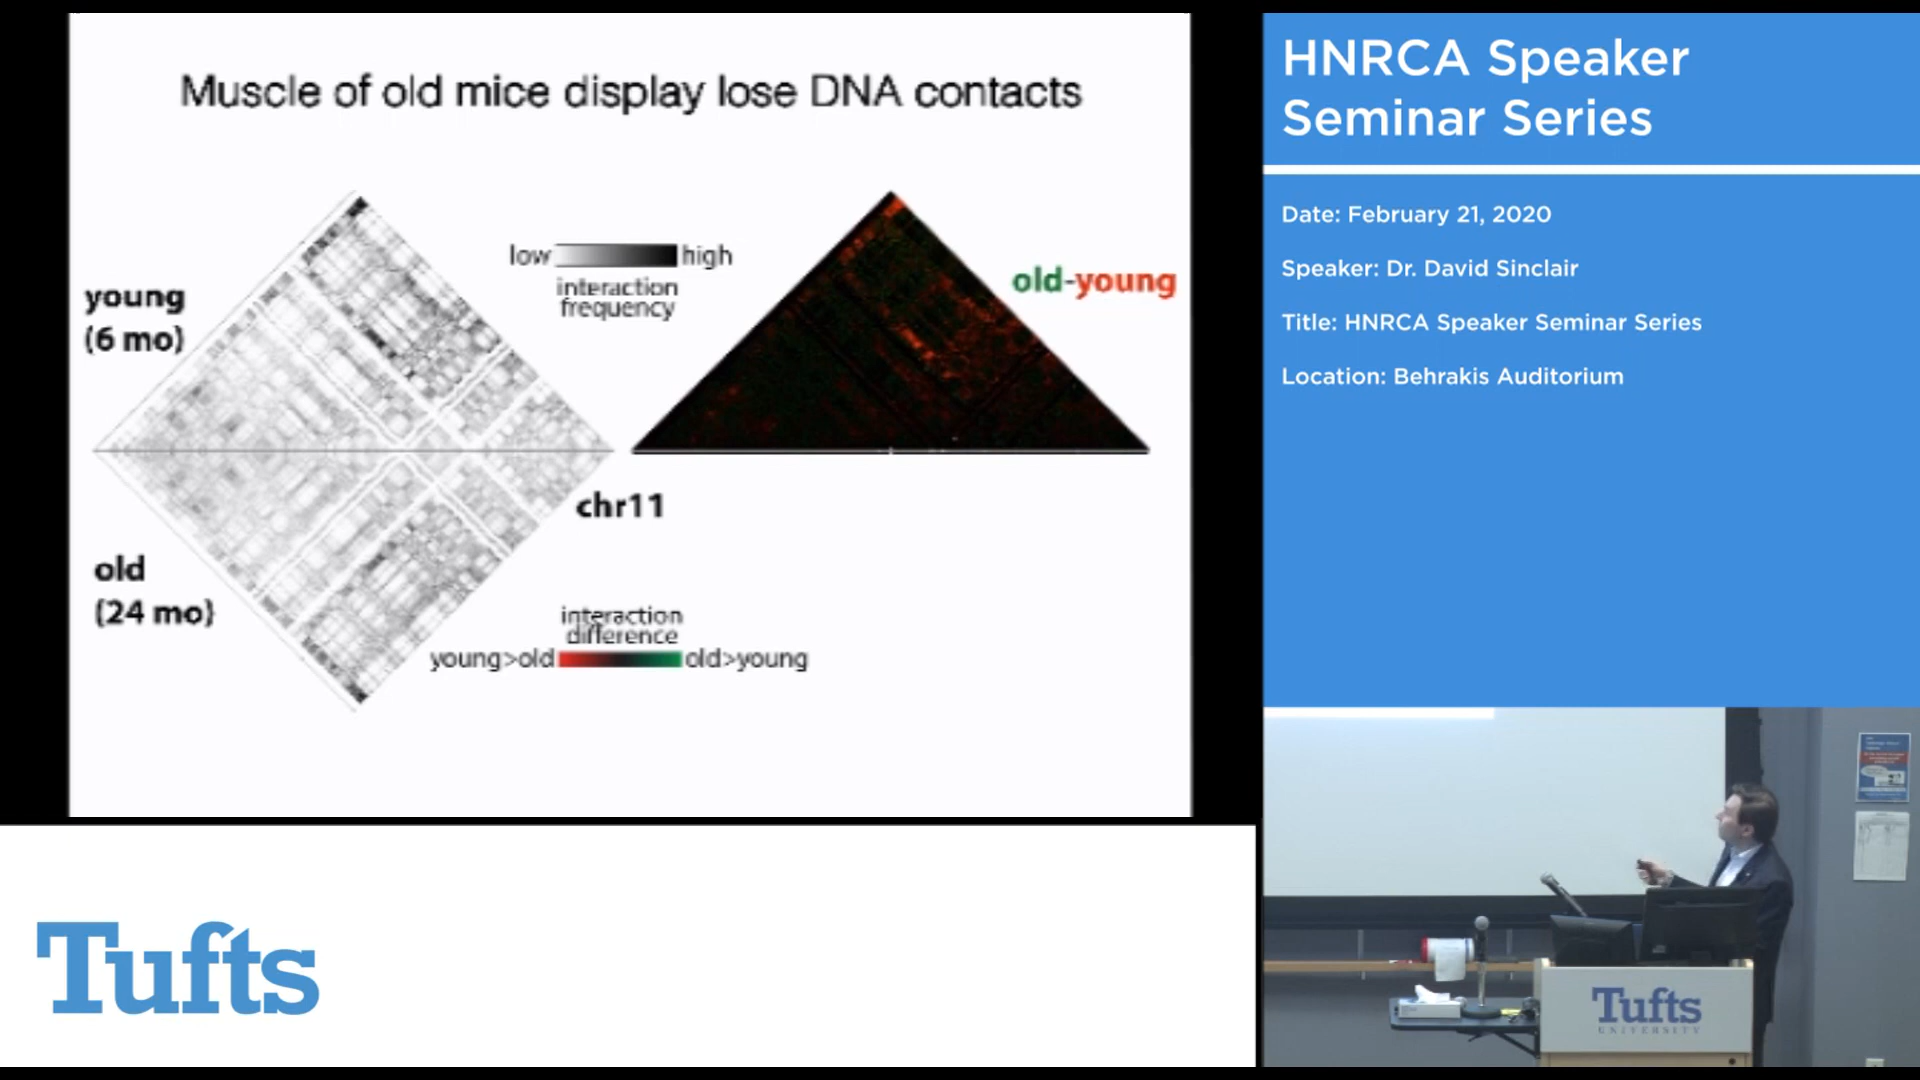 Muscle of old mice display lose DNA contacts
young
(6 mo)
low
high
interaction
frequency
old-young
chr11
old
(24 mo)
interaction
difference
young>old
old>young
HNRCA Speaker
Seminar Series
Date: February 21, 2020
Speaker: Dr. David Sinclair
Title: HNRCA Speaker Seminar Series
Location: Behrakis Auditorium
Tufts
Tufts
UNIVERSITY